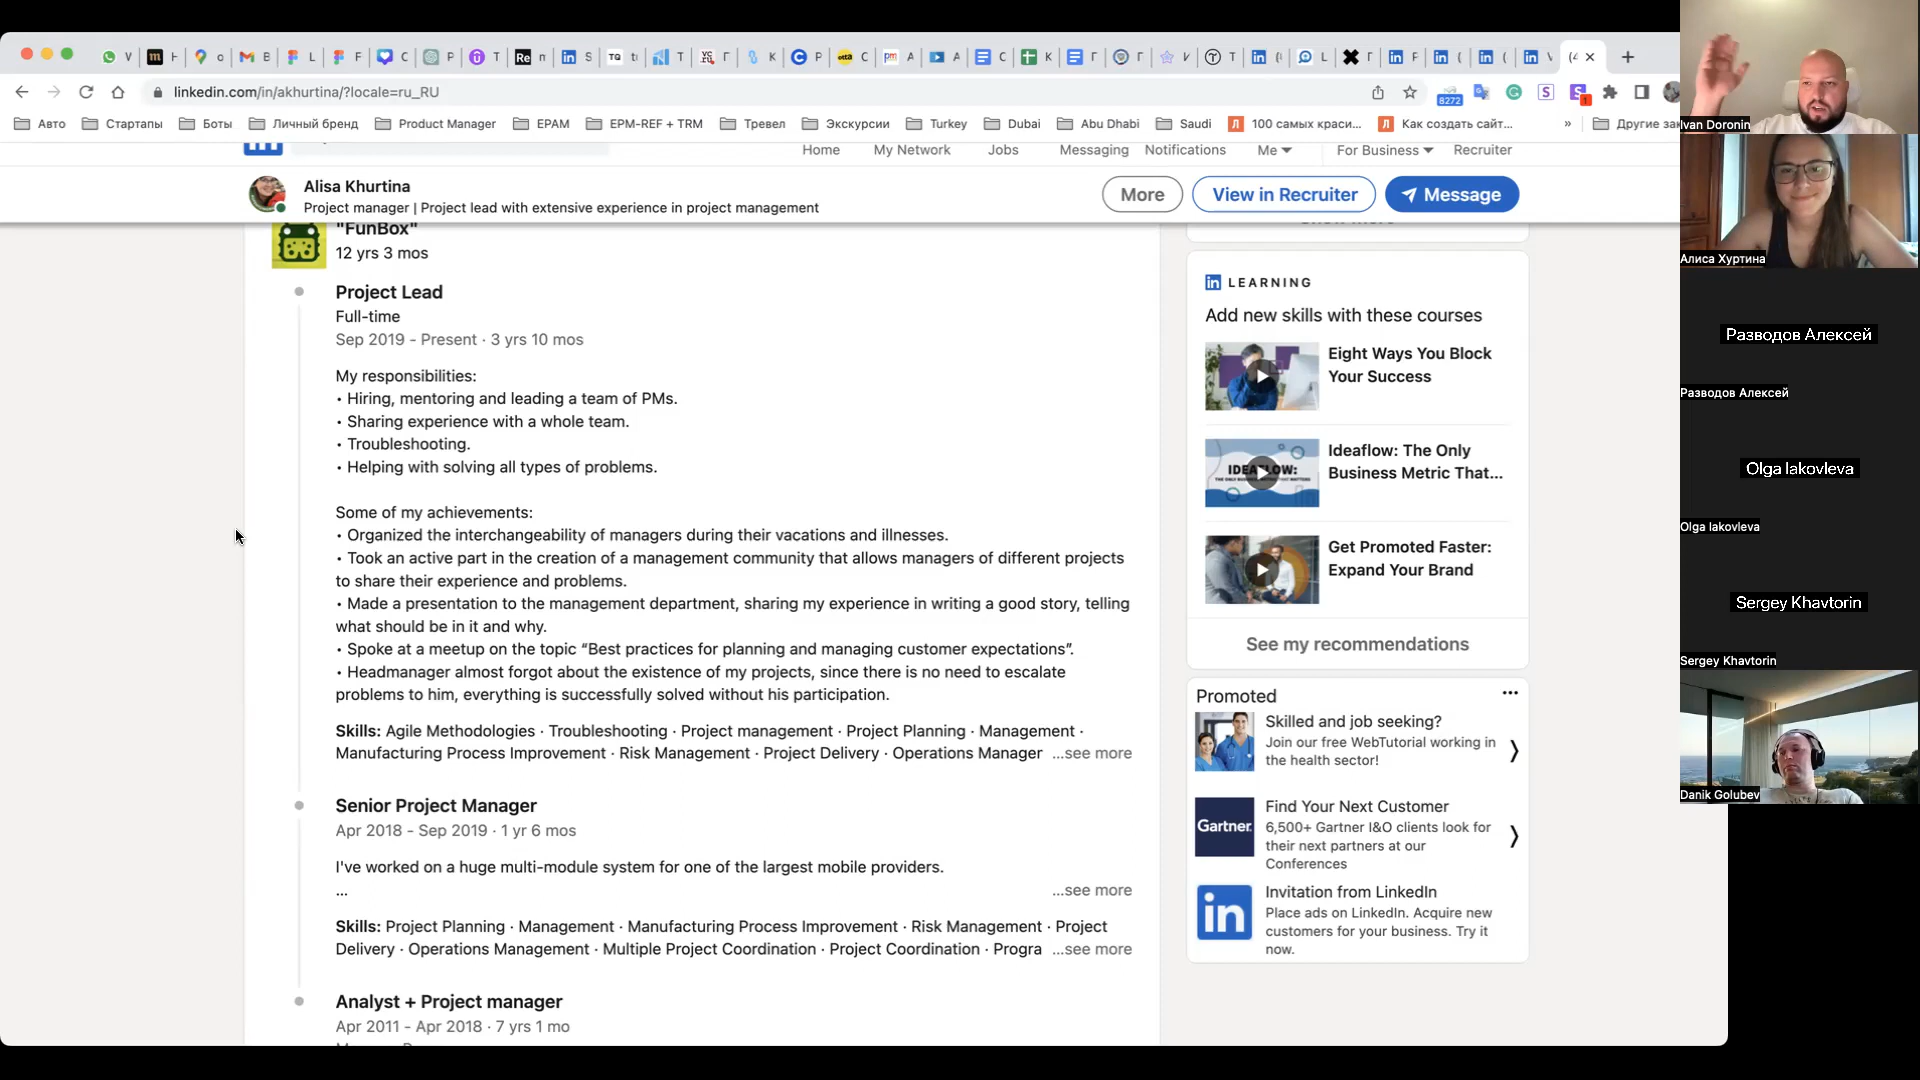 linkedin.com/in/akhurtina/?locale=ru_RU
8272
1
Авто
Стартапы
Боты
Личный бренд
Product Manager
EPAM
EPM-REF + TRM
Тревел
Экскурсии
Turkey
Dubai
Abu Dhabi
Saudi
100 самых краси...
Как создать сайт...
»
Другие
Home
My Network
Jobs
Messaging
Notifications
Me
For Business
Recruiter
Alisa Khurtina
Project manager | Project lead with extensive experience in project management
More
View in Recruiter
Message
"FunBox"
12 yrs 3 mos
Project Lead
Full-time
Sep 2019 - Present · 3 yrs 10 mos
My responsibilities:
• Hiring, mentoring and leading a team of PMs.
• Sharing experience with a whole team.
• Troubleshooting.
• Helping with solving all types of problems.
Some of my achievements:
• Organized the interchangeability of managers during their vacations and illnesses.
• Took an active part in the creation of a management community that allows managers of different projects
to share their experience and problems.
• Made a presentation to the management department, sharing my experience in writing a good story, telling
what should be in it and why.
• Spoke at a meetup on the topic “Best practices for planning and managing customer expectations”.
• Headmanager almost forgot about the existence of my projects, since there is no need to escalate
problems to him, everything is successfully solved without his participation.
Skills: Agile Methodologies · Troubleshooting · Project management · Project Planning · Management ·
Manufacturing Process Improvement · Risk Management · Project Delivery · Operations Manager ...see more
Senior Project Manager
Apr 2018 - Sep 2019 · 1 yr 6 mos
I've worked on a huge multi-module system for one of the largest mobile providers.
... ...see more
Skills: Project Planning · Management · Manufacturing Process Improvement · Risk Management · Project
Delivery · Operations Management · Multiple Project Coordination · Project Coordination · Progra ...see more
Analyst + Project manager
Apr 2011 - Apr 2018 · 7 yrs 1 mo
in LEARNING
Add new skills with these courses
Eight Ways You Block
Your Success
IDEAFLOW:
Ideaflow: The Only
Business Metric That...
Get Promoted Faster:
Expand Your Brand
See my recommendations
Promoted
Skilled and job seeking?
Join our free WebTutorial working in
the health sector!
Gartner
Find Your Next Customer
6,500+ Gartner I&O clients look for
their next partners at our
Conferences
in
Invitation from LinkedIn
Place ads on LinkedIn. Acquire new
customers for your business. Try it
now.
Ivan Doronin
Алиса Хуртина
Разводов Алексей
Разводов Алексей
Olga Iakovleva
Olga Iakovleva
Sergey Khavtorin
Sergey Khavtorin
Danik Golubev